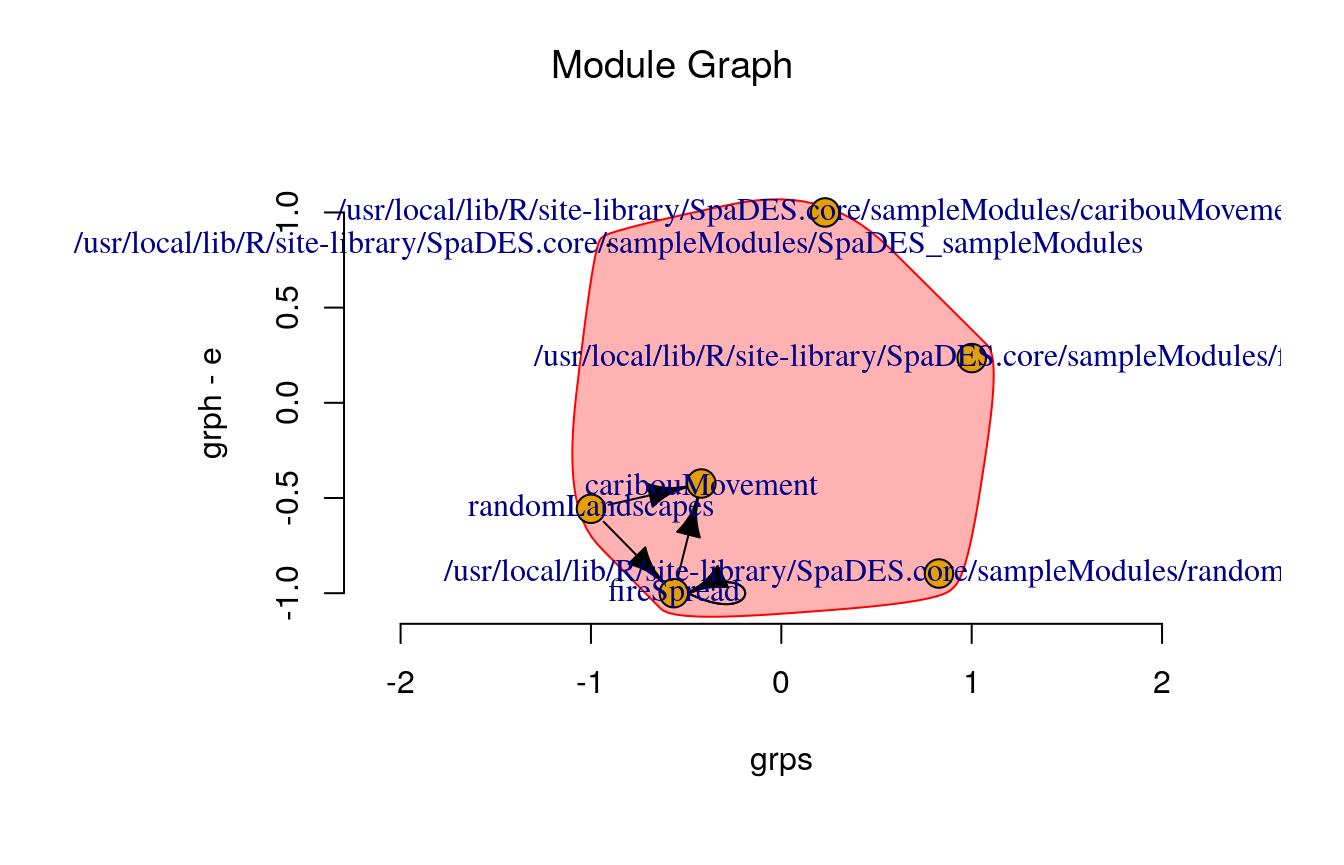 Module Graph
/usr/local/lib/R/site-library/SpaDES.core/sampleModules/caribouMoveme
/usr/local/lib/R/site-library/SpaDES.core/sampleModules/SpaDES_sampleModules
/usr/local/lib/R/site-library/SpaDES.core/sampleModules/f
caribouMovement
randomLandscapes
/usr/local/lib/R/site-library/SpaDES.core/sampleModules/random
fireSpread
1.0
0.5
0.0
-0.5
-1.0
grph - e
-2 -1 0 1 2
grps